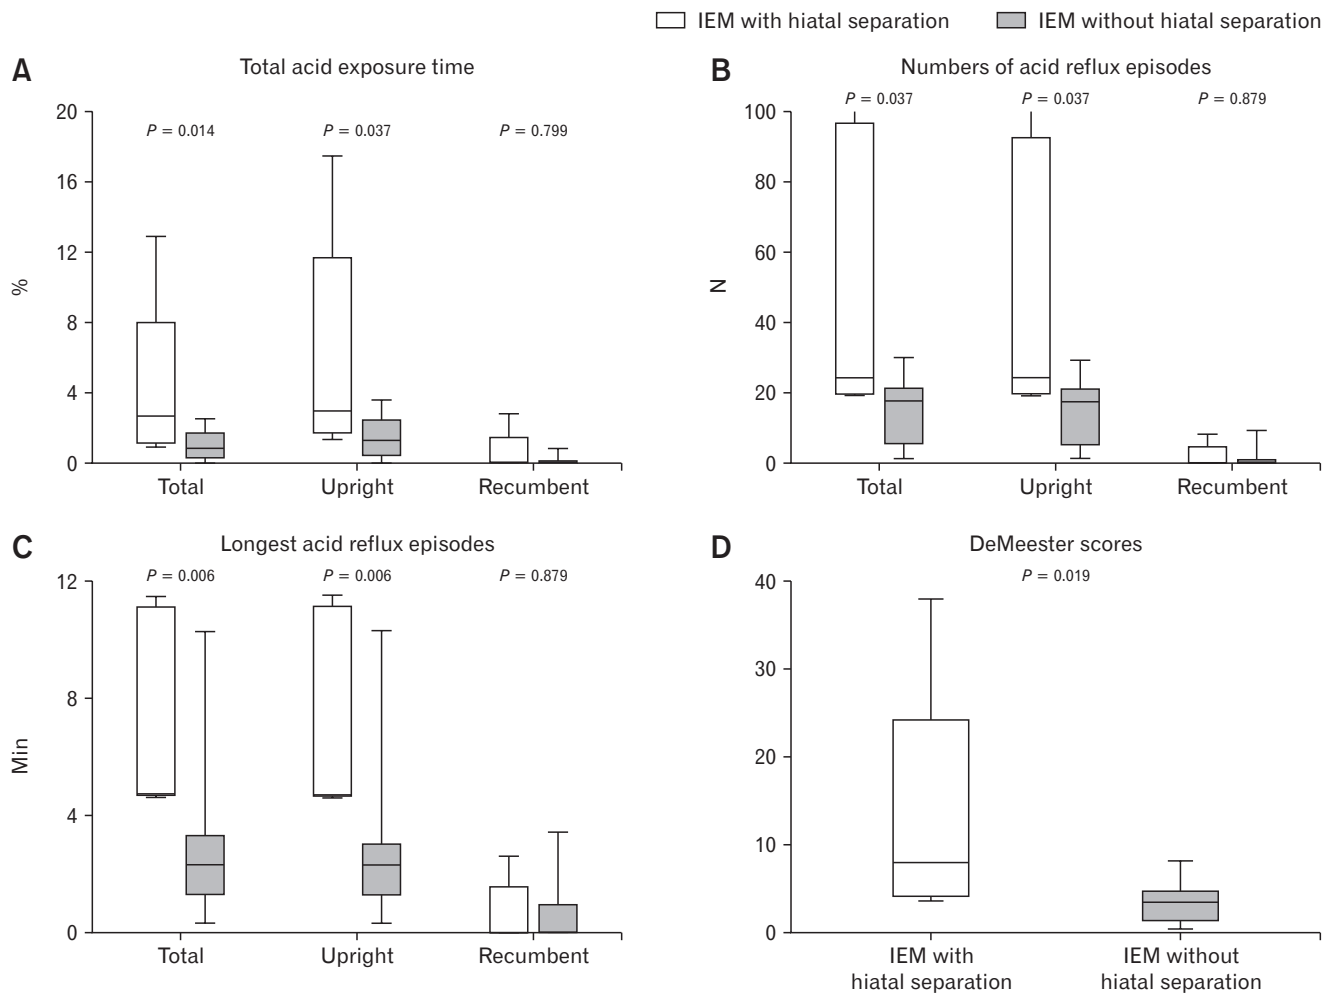 IEM with hiatal separation
IEM without hiatal separation
A
Total acid exposure time
P = 0.014
P = 0.037
P = 0.799
20
16
12
8
4
0
%
Total
Upright
Recumbent
B
Numbers of acid reflux episodes
P = 0.037
P = 0.037
P = 0.879
100
80
60
40
20
0
N
Total
Upright
Recumbent
C
Longest acid reflux episodes
P = 0.006
P = 0.006
P = 0.879
12
8
4
0
Min
Total
Upright
Recumbent
D
DeMeester scores
P = 0.019
40
30
20
10
0
IEM with
hiatal separation
IEM without
hiatal separation